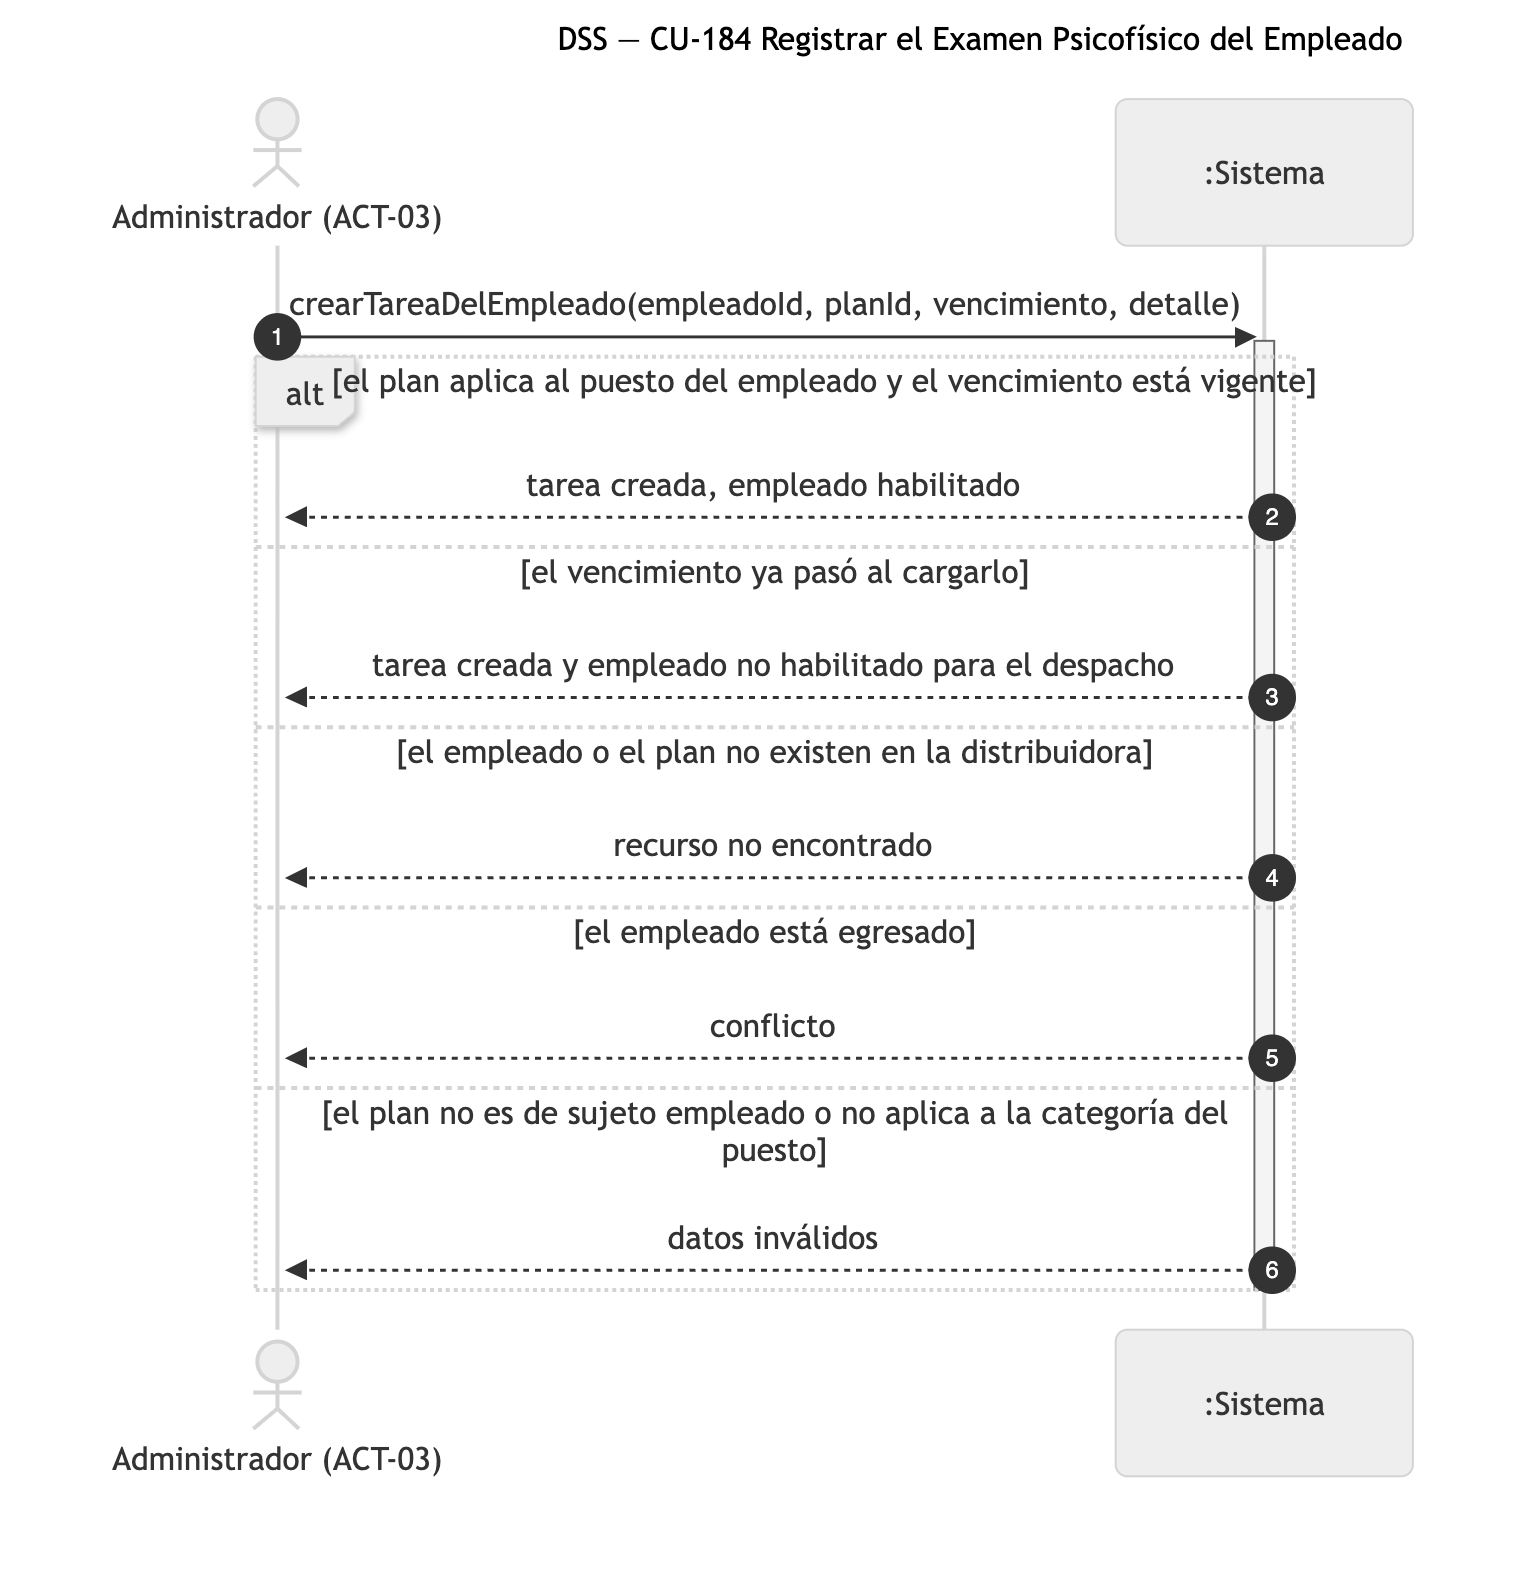 DSS — CU-184 Registrar el Examen Psicofísico del Empleado
Administrador (ACT-03)
:Sistema
crearTareaDelEmpleado(empleadoId, planId, vencimiento, detalle)
1
alt
[el plan aplica al puesto del empleado y el vencimiento está vigente]
tarea creada, empleado habilitado
2
[el vencimiento ya pasó al cargarlo]
tarea creada y empleado no habilitado para el despacho
3
[el empleado o el plan no existen en la distribuidora]
recurso no encontrado
4
[el empleado está egresado]
conflicto
5
[el plan no es de sujeto empleado o no aplica a la categoría del
puesto]
datos inválidos
6
Administrador (ACT-03)
:Sistema